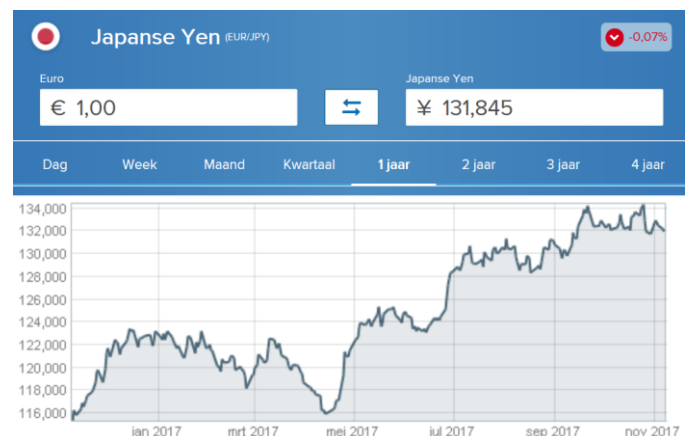 Japanse Yen (EUR/JPY)
-0,07%
Euro
Japanse Yen
€ 1,00
¥ 131,845
Dag Week Maand Kwartaal 1 jaar 2 jaar 3 jaar 4 jaar
134,000
132,000
130,000
128,000
126,000
124,000
122,000
120,000
118,000
116,000
jan 2017 mrt 2017 mei 2017 jul 2017 sep 2017 nov 2017